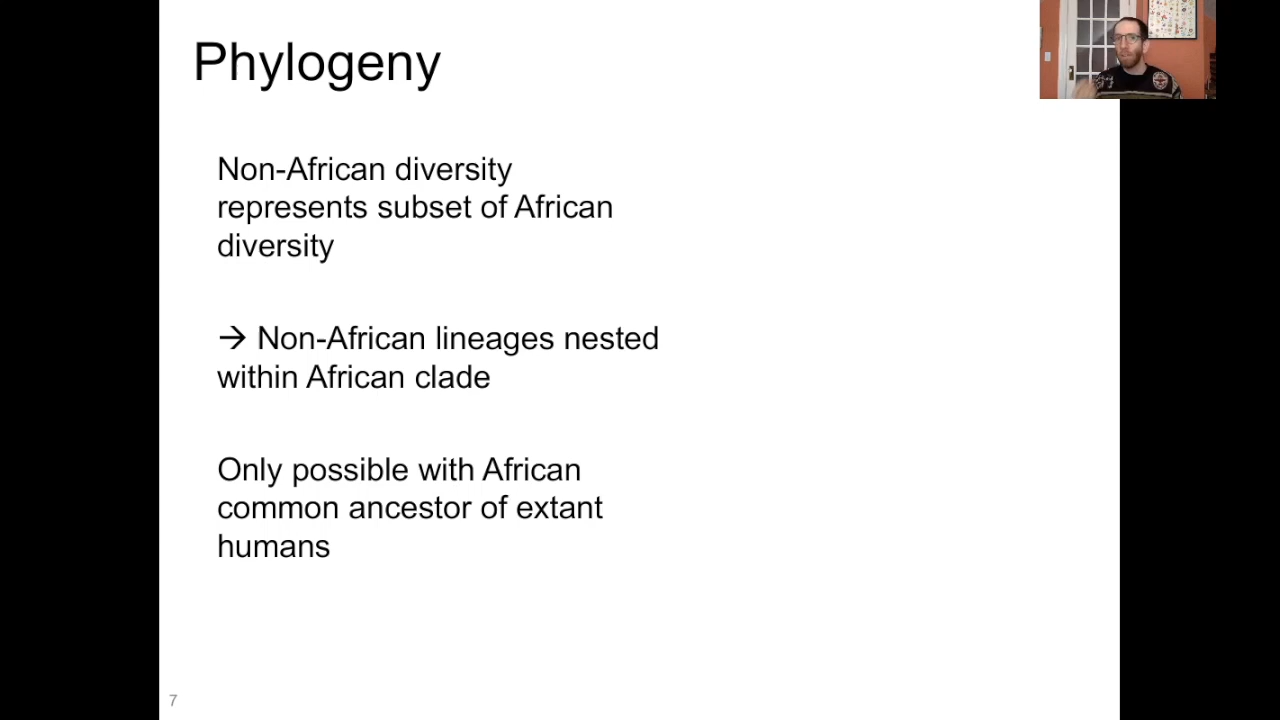 Phylogeny
Non-African diversity
represents subset of African
diversity
→ Non-African lineages nested
within African clade
Only possible with African
common ancestor of extant
humans
7